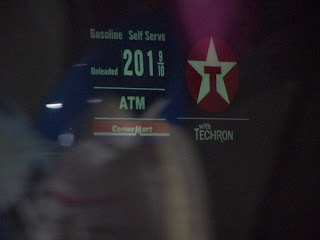 Gasoline Self Serve
Unleaded 201 9/10
T
ATM
Corner Mart
with
TECHRON